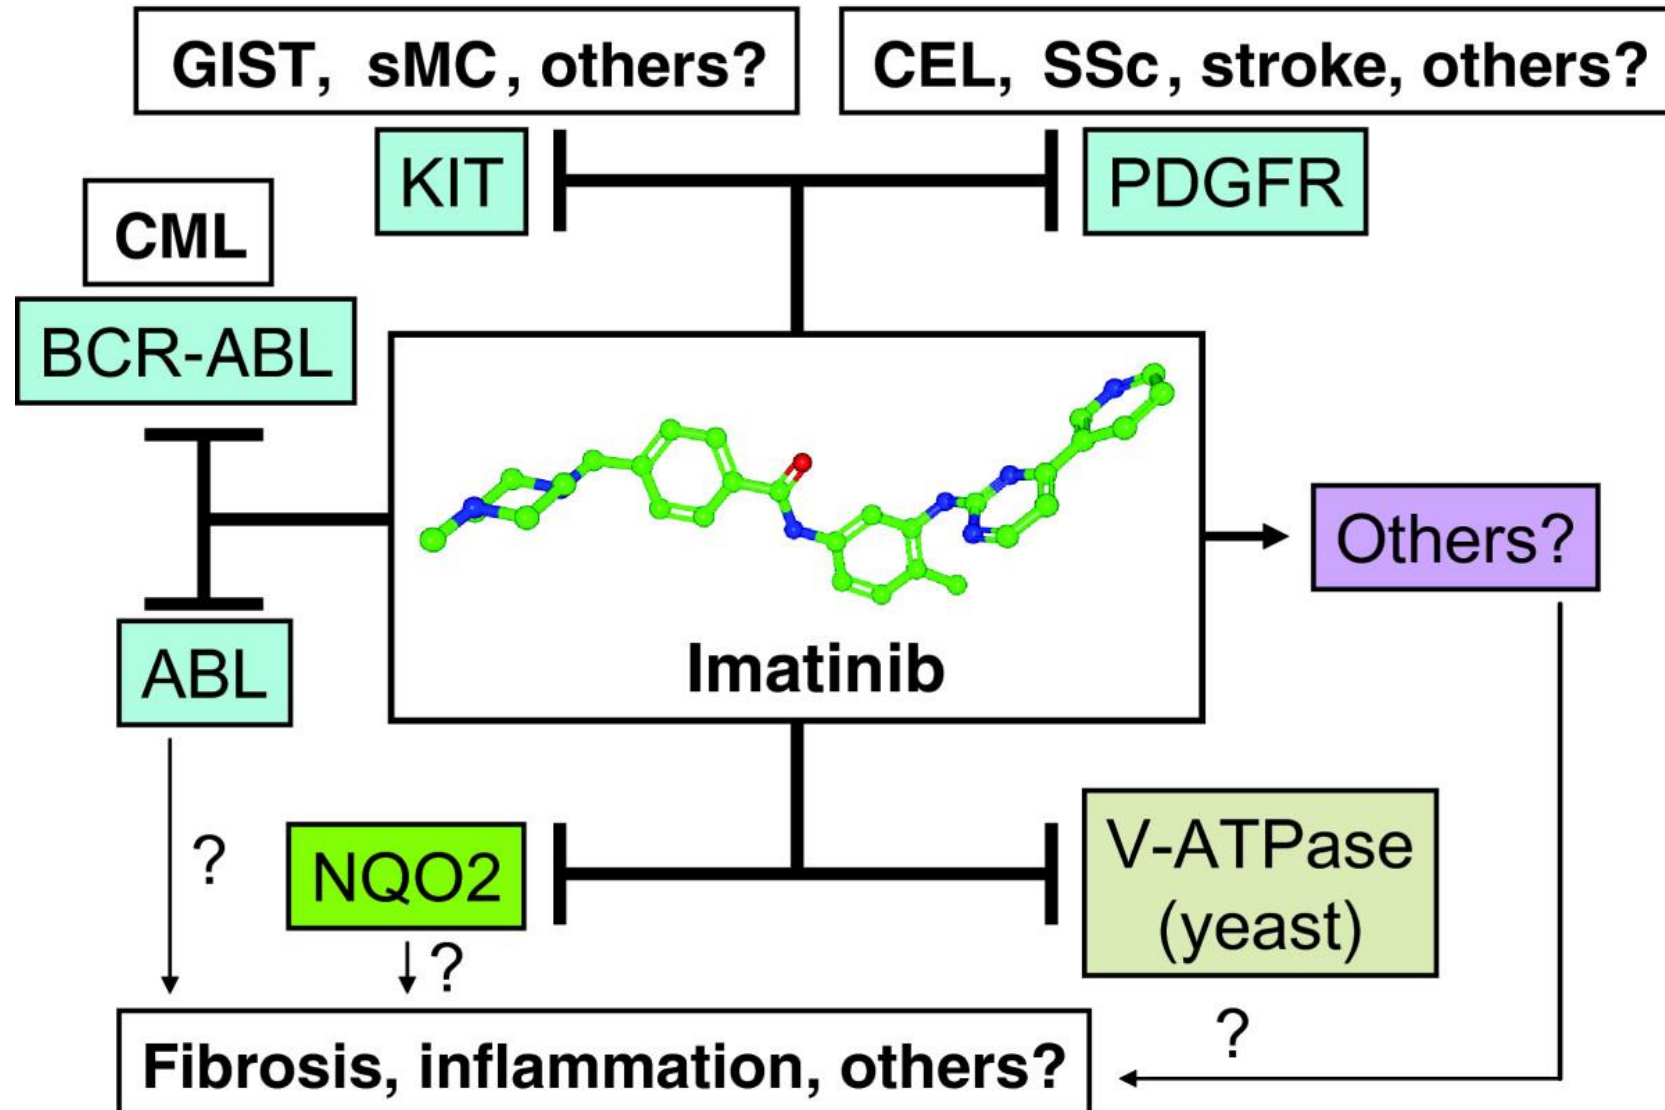 GIST, sMC, others?
CEL, SSc, stroke, others?
KIT
PDGFR
CML
BCR-ABL
Others?
Imatinib
ABL
?
NQO2
?
V-ATPase
(yeast)
?
Fibrosis, inflammation, others?